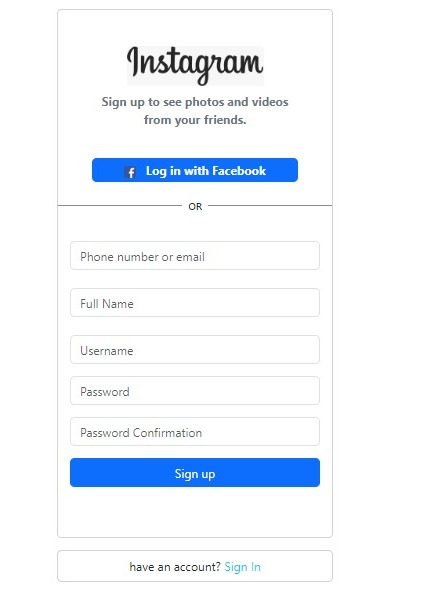 Instagram
Sign up to see photos and videos
from your friends.
f Log in with Facebook
OR
Phone number or email
Full Name
Username
Password
Password Confirmation
Sign up
have an account? Sign In